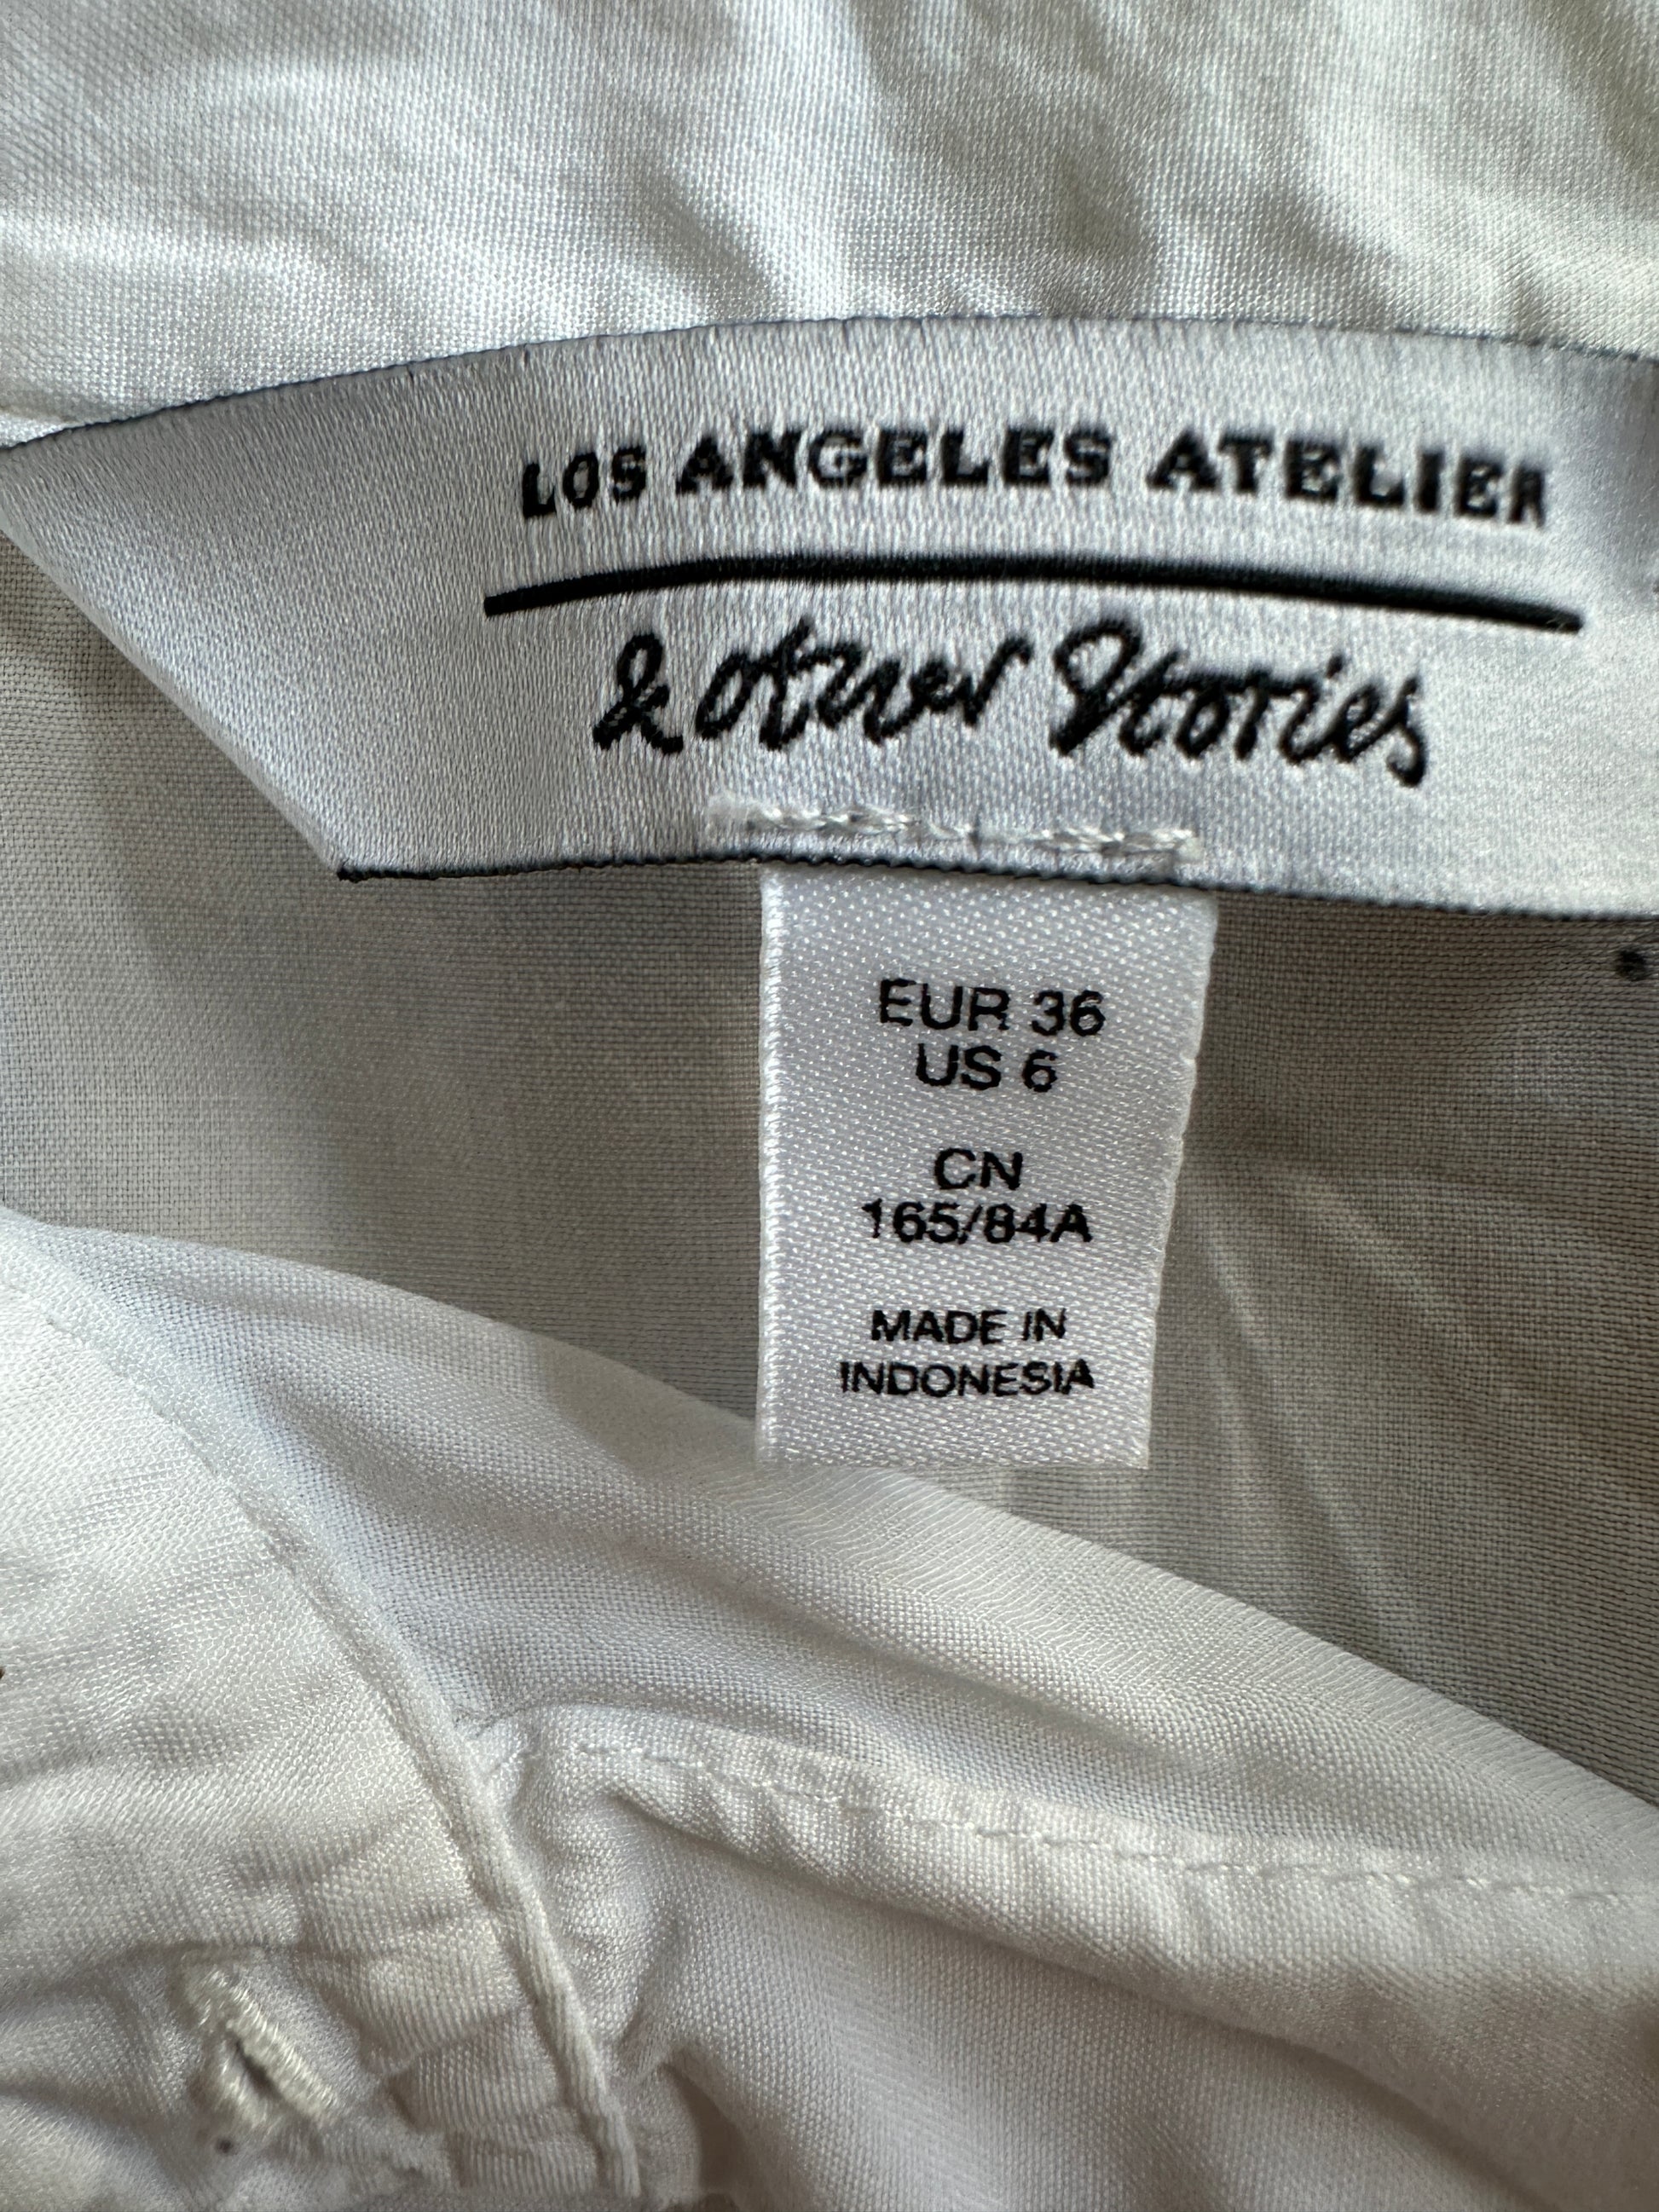 LOS ANGELES ATELIER
& other Stories
EUR 36
US 6
CN
165/84A
MADE IN
INDONESIA